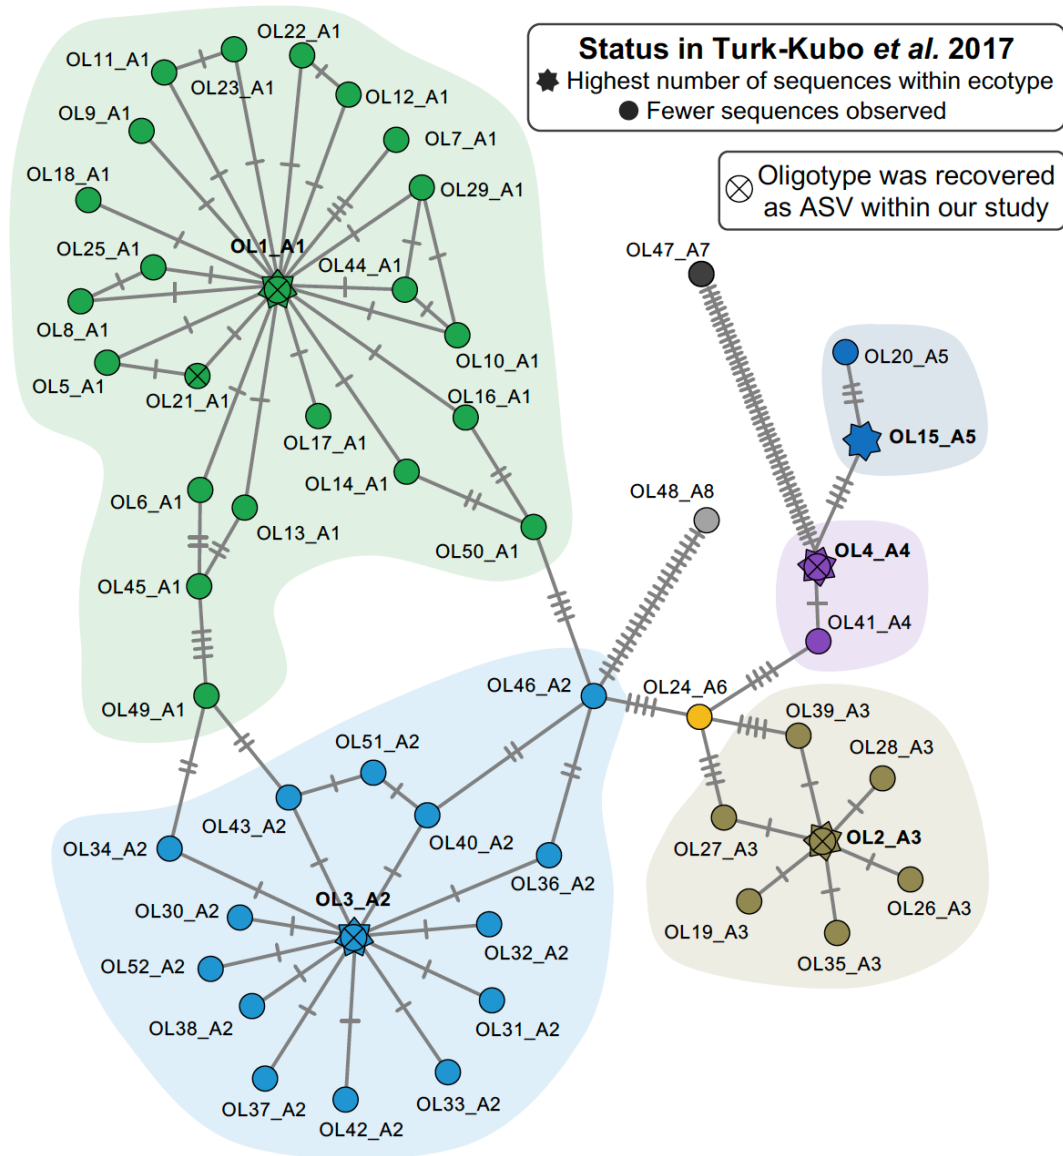 Status in Turk-Kubo et al. 2017
Highest number of sequences within ecotype
Fewer sequences observed
Oligotype was recovered
as ASV within our study
OL22_A1
OL11_A1
OL23_A1
OL12_A1
OL9_A1
OL7_A1
OL18_A1
OL29_A1
OL1_A1
OL25_A1
OL44_A1
OL47_A7
OL8_A1
OL10_A1
OL20_A5
OL5_A1
OL21_A1
OL16_A1
OL17_A1
OL15_A5
OL14_A1
OL6_A1
OL48_A8
OL13_A1
OL50_A1
OL4_A4
OL45_A1
OL41_A4
OL46_A2
OL24_A6
OL49_A1
OL39_A3
OL51_A2
OL28_A3
OL43_A2
OL40_A2
OL2_A3
OL34_A2
OL27_A3
OL36_A2
OL3_A2
OL26_A3
OL30_A2
OL19_A3
OL32_A2
OL35_A3
OL52_A2
OL38_A2
OL31_A2
OL37_A2
OL33_A2
OL42_A2